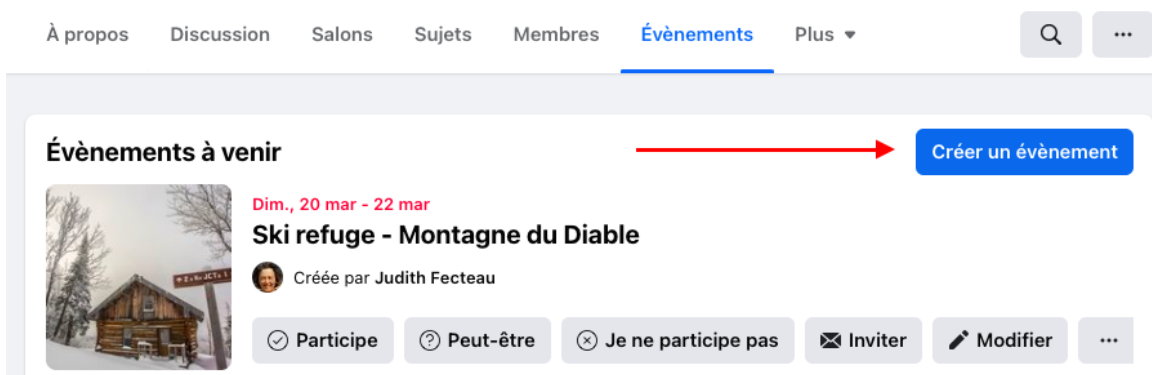 À propos Discussion Salons Sujets Membres Évènements Plus
Évènements à venir
Créer un évènement
Dim., 20 mar - 22 mar
Ski refuge - Montagne du Diable
Créée par Judith Fecteau
Participe Peut-être Je ne participe pas Inviter Modifier